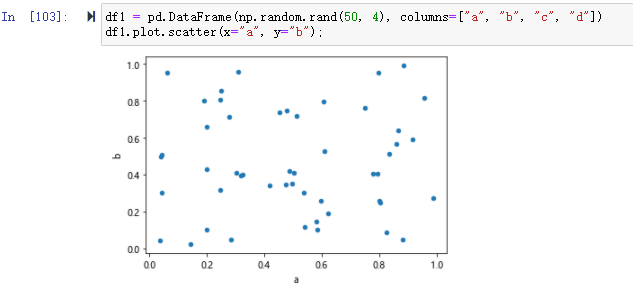 In [103]:
df1 = pd.DataFrame(np.random.rand(50, 4), columns=["a", "b", "c", "d"])
df1.plot.scatter(x="a", y="b");
1.0
0.8
0.6
b
0.4
0.2
0.0
0.0 0.2 0.4 0.6 0.8 1.0
a